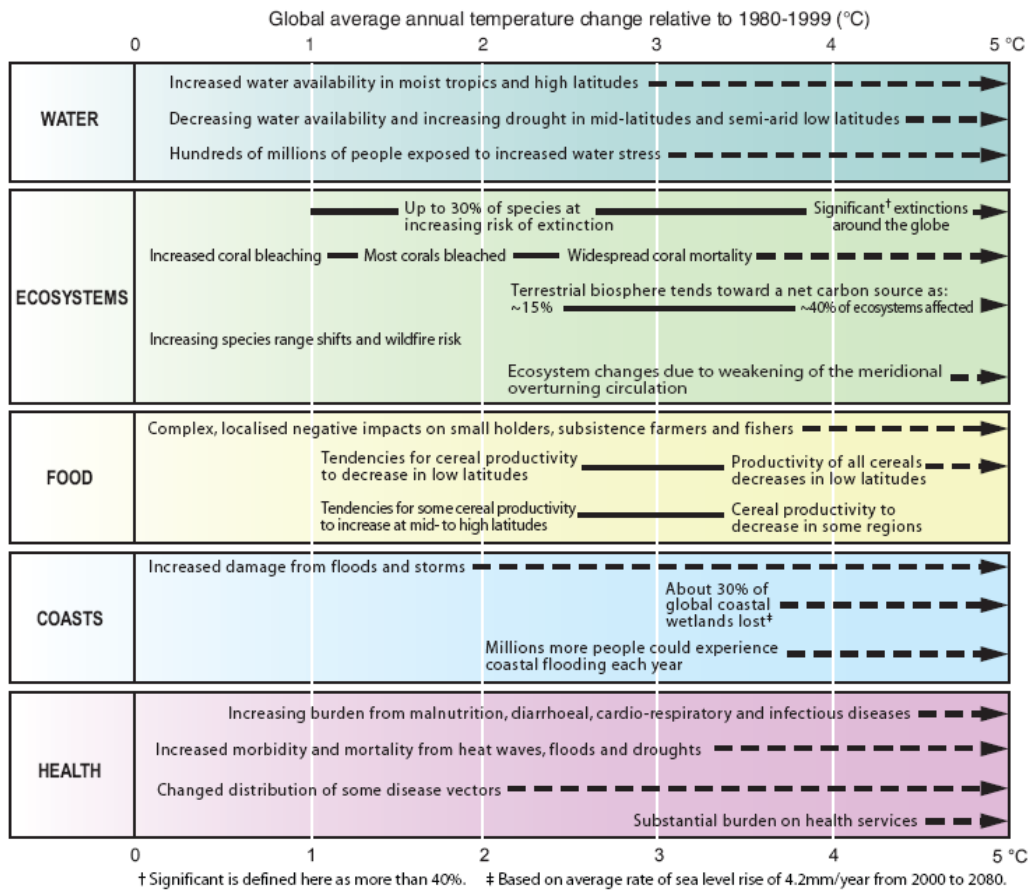 Global average annual temperature change relative to 1980-1999 (°C)
0 1 2 3 4 5 °C
WATER
Increased water availability in moist tropics and high latitudes
Decreasing water availability and increasing drought in mid-latitudes and semi-arid low latitudes
Hundreds of millions of people exposed to increased water stress
ECOSYSTEMS
Up to 30% of species at
increasing risk of extinction
Significant† extinctions
around the globe
Increased coral bleaching
Most corals bleached
Widespread coral mortality
Terrestrial biosphere tends toward a net carbon source as:
~15%
~40% of ecosystems affected
Increasing species range shifts and wildfire risk
Ecosystem changes due to weakening of the meridional
overturning circulation
FOOD
Complex, localised negative impacts on small holders, subsistence farmers and fishers
Tendencies for cereal productivity
to decrease in low latitudes
Productivity of all cereals
decreases in low latitudes
Tendencies for some cereal productivity
to increase at mid- to high latitudes
Cereal productivity to
decrease in some regions
COASTS
Increased damage from floods and storms
About 30% of
global coastal
wetlands lost‡
Millions more people could experience
coastal flooding each year
HEALTH
Increasing burden from malnutrition, diarrhoeal, cardio-respiratory and infectious diseases
Increased morbidity and mortality from heat waves, floods and droughts
Changed distribution of some disease vectors
Substantial burden on health services
0 1 2 3 4 5 °C
† Significant is defined here as more than 40%. ‡ Based on average rate of sea level rise of 4.2mm/year from 2000 to 2080.